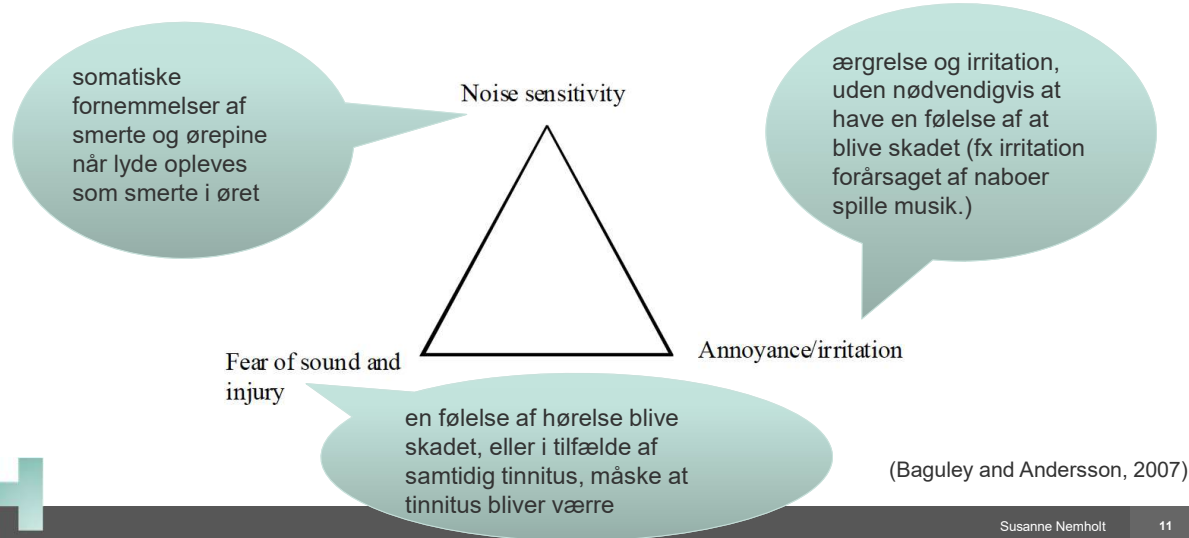 somatiske
fornemmelser af
smerte og ørepine
når lyde opleves
som smerte i øret
Noise sensitivity
ærgrelse og irritation,
uden nødvendigvis at
have en følelse af at
blive skadet (fx irritation
forårsaget af naboer
spille musik.)
Fear of sound and
injury
Annoyance/irritation
en følelse af hørelse blive
skadet, eller i tilfælde af
samtidig tinnitus, måske at
tinnitus bliver værre
(Baguley and Andersson, 2007)
Susanne Nemholt 11